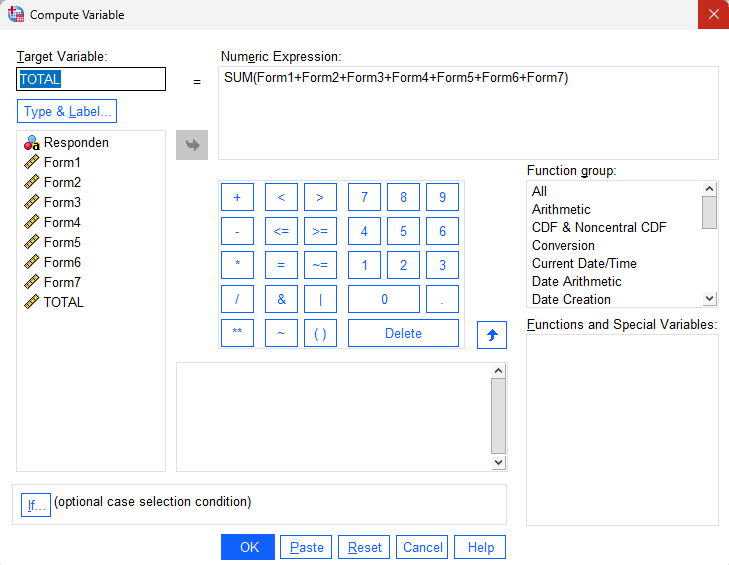 Compute Variable
Target Variable:
TOTAL
=
Numeric Expression:
SUM(Form1+Form2+Form3+Form4+Form5+Form6+Form7)
Type & Label...
Responden
Form1
Form2
Form3
Form4
Form5
Form6
Form7
TOTAL
+ < > 7 8 9
- <= >= 4 5 6
* = ~= 1 2 3
/ & | 0 .
** ~ ( ) Delete
Function group:
All
Arithmetic
CDF & Noncentral CDF
Conversion
Current Date/Time
Date Arithmetic
Date Creation
Functions and Special Variables:
If... (optional case selection condition)
OK Paste Reset Cancel Help